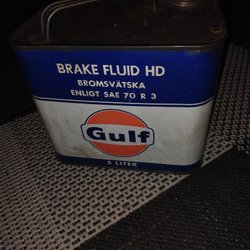 BRAKE FLUID HD
BROMSVÄTSKA
ENLIGT SAE 70 R 3
Gulf
5 LITER